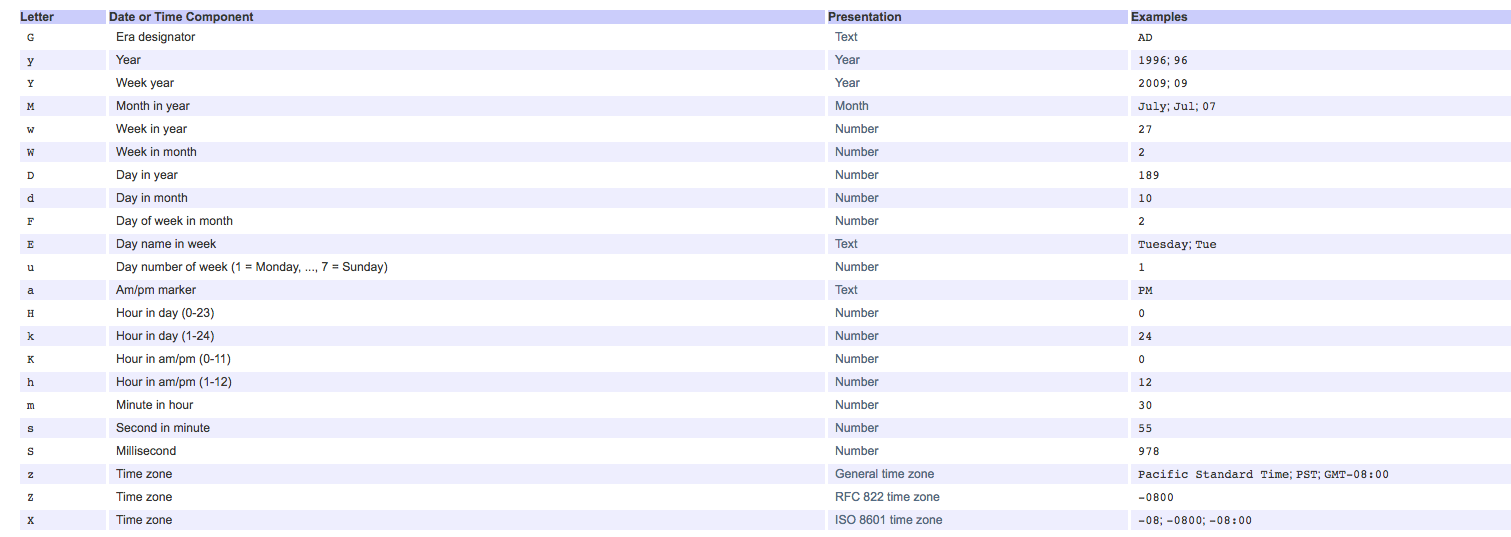 Letter Date or Time Component Presentation Examples
G Era designator Text AD
y Year Year 1996; 96
Y Week year Year 2009; 09
M Month in year Month July; Jul; 07
w Week in year Number 27
W Week in month Number 2
D Day in year Number 189
d Day in month Number 10
F Day of week in month Number 2
E Day name in week Text Tuesday; Tue
u Day number of week (1 = Monday, ..., 7 = Sunday) Number 1
a Am/pm marker Text PM
H Hour in day (0-23) Number 0
k Hour in day (1-24) Number 24
K Hour in am/pm (0-11) Number 0
h Hour in am/pm (1-12) Number 12
m Minute in hour Number 30
s Second in minute Number 55
S Millisecond Number 978
z Time zone General time zone Pacific Standard Time; PST; GMT-08:00
Z Time zone RFC 822 time zone -0800
X Time zone ISO 8601 time zone -08; -0800; -08:00